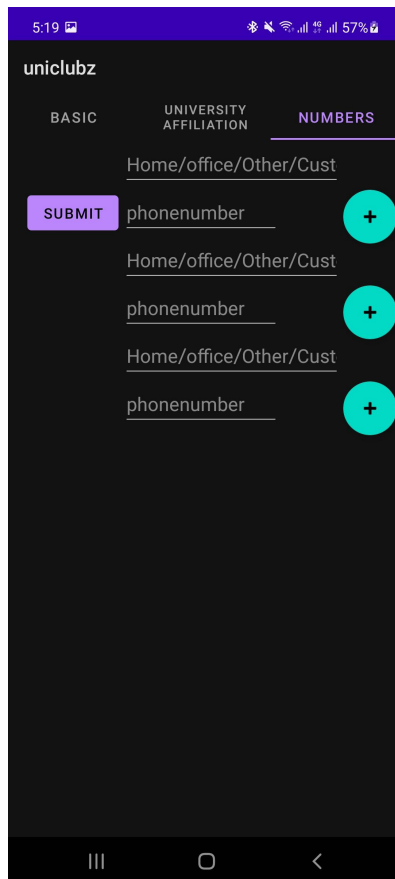 5:19 4G 57%
uniclubz
BASIC
UNIVERSITY
AFFILIATION
NUMBERS
Home/office/Other/Cust
SUBMIT phonenumber +
Home/office/Other/Cust
phonenumber +
Home/office/Other/Cust
phonenumber +